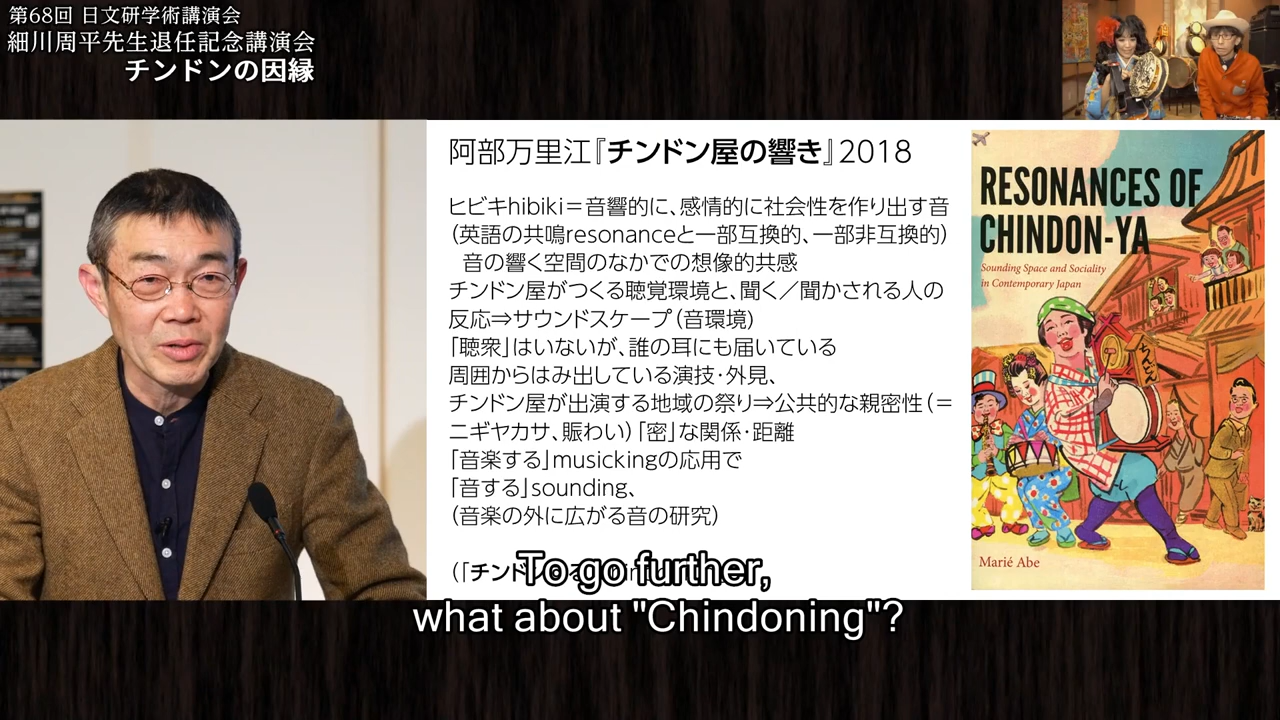 第68回 日文研学術講演会
細川周平先生退任記念講演会
チンドンの因縁
阿部万里江『チンドン屋の響き』2018
ヒビキhibiki＝音響的に、感情的に社会性を作り出す音
（英語の共鳴resonanceと一部互換的、一部非互換的）
音の響く空間のなかでの想像的共感
チンドン屋がつくる聴覚環境と、聞く／聞かされる人の
反応⇒サウンドスケープ（音環境）
「聴衆」はいないが、誰の耳にも届いている
周囲からはみ出している演技・外見、
チンドン屋が出演する地域の祭り⇒公共的な親密性（＝
ニギヤカサ、賑わい）「密」な関係・距離
「音楽する」musickingの応用で
「音する」sounding、
（音楽の外に広がる音の研究）
（「チンド
To go further,
what about "Chindoning"?
RESONANCES OF
CHINDON-YA
Sounding Space and Sociality
in Contemporary Japan
ちんどん
Marié Abe